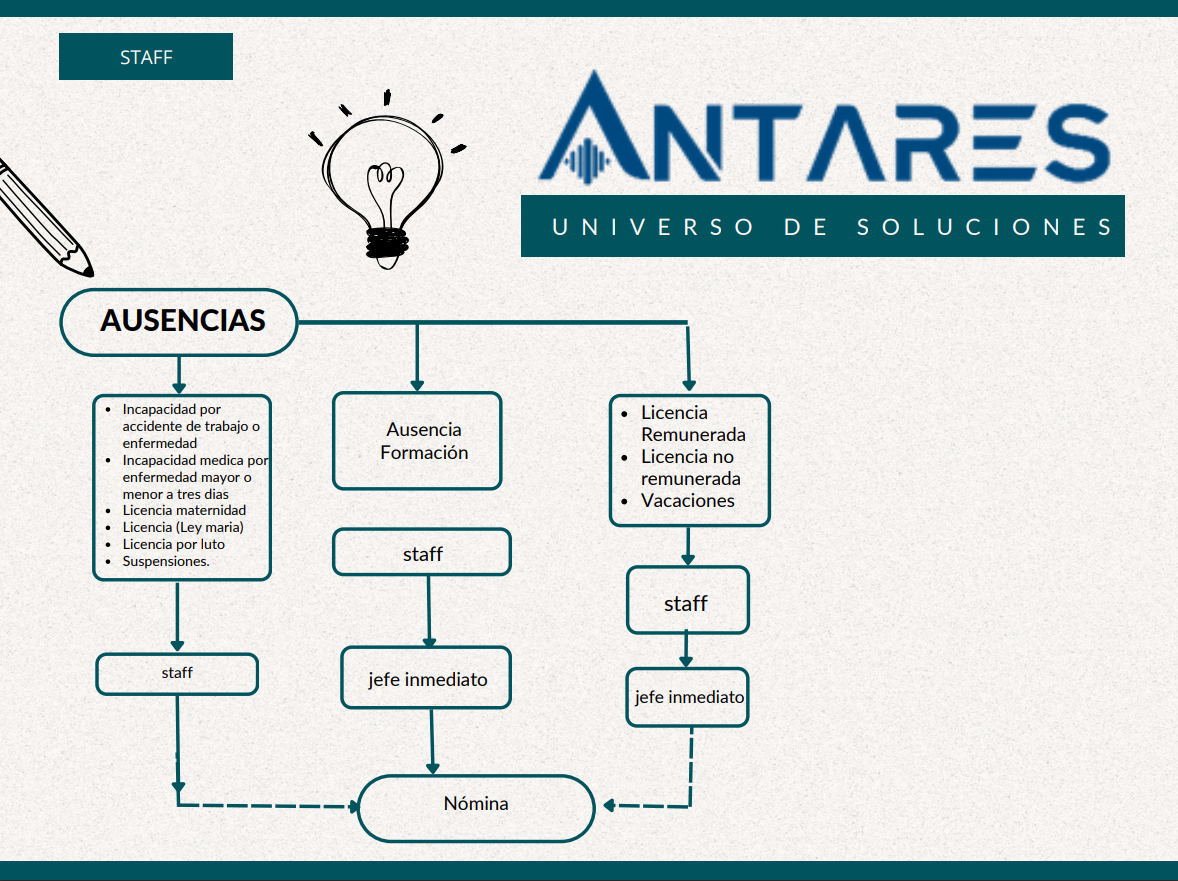 STAFF
ANTARES
UNIVERSO DE SOLUCIONES
AUSENCIAS
• Incapacidad por
accidente de trabajo o
enfermedad
• Incapacidad medica por
enfermedad mayor o
menor a tres dias
• Licencia maternidad
• Licencia (Ley maria)
• Licencia por luto
• Suspensiones.
staff
Ausencia
Formación
staff
jefe inmediato
• Licencia
Remunerada
• Licencia no
remunerada
• Vacaciones
staff
jefe inmediato
Nómina